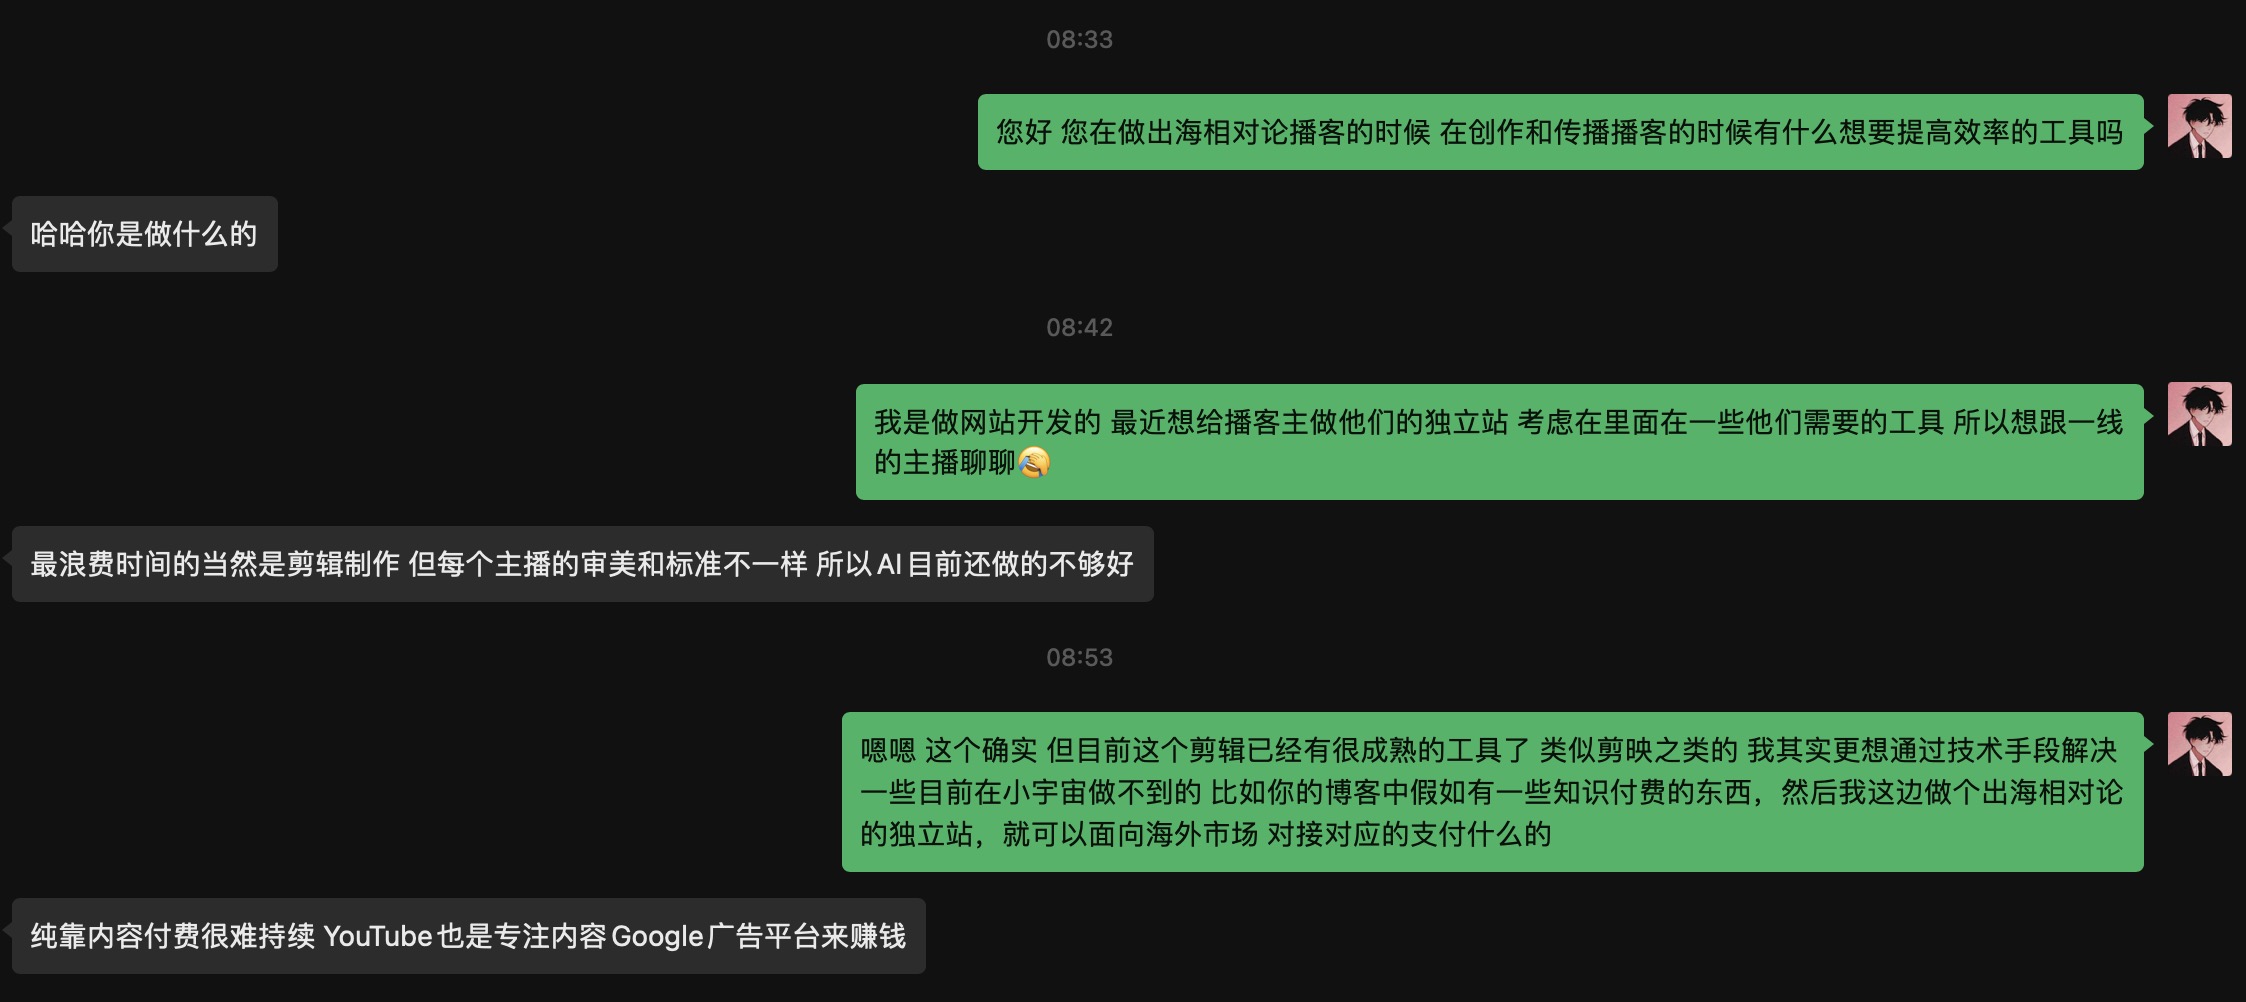 08:33
您好 您在做出海相对论播客的时候 在创作和传播播客的时候有什么想要提高效率的工具吗
哈哈你是做什么的
08:42
我是做网站开发的 最近想给播客主做他们的独立站 考虑在里面在一些他们需要的工具 所以想跟一线
的主播聊聊🤣
最浪费时间的当然是剪辑制作 但每个主播的审美和标准不一样 所以AI目前还做的不够好
08:53
嗯嗯 这个确实 但目前这个剪辑已经有很成熟的工具了 类似剪映之类的 我其实更想通过技术手段解决
一些目前在小宇宙做不到的 比如你的博客中假如有一些知识付费的东西，然后我这边做个出海相对论
的独立站，就可以面向海外市场 对接对应的支付什么的
纯靠内容付费很难持续 YouTube也是专注内容Google广告平台来赚钱